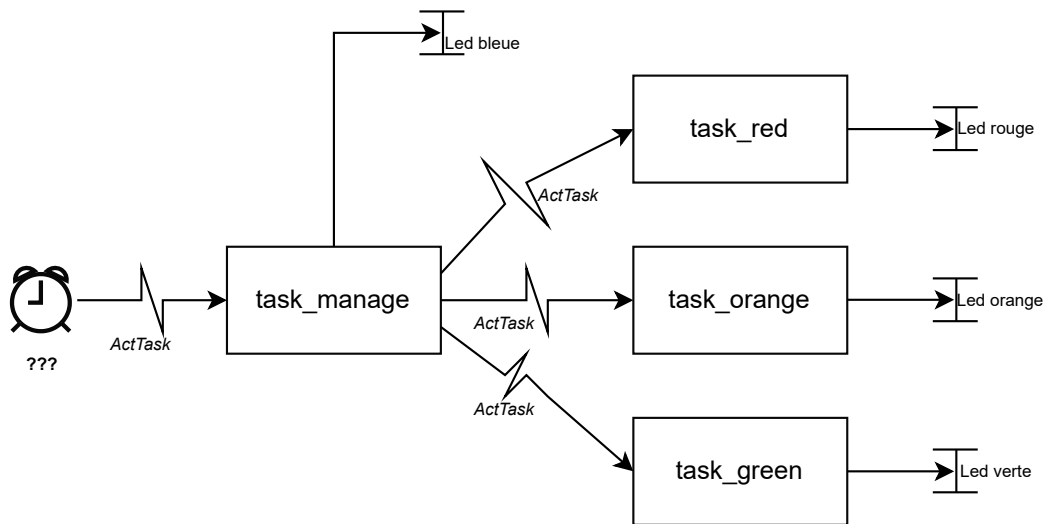 Led bleue
task_red
Led rouge
ActTask
task_manage
task_orange
Led orange
ActTask
ActTask
???
ActTask
task_green
Led verte